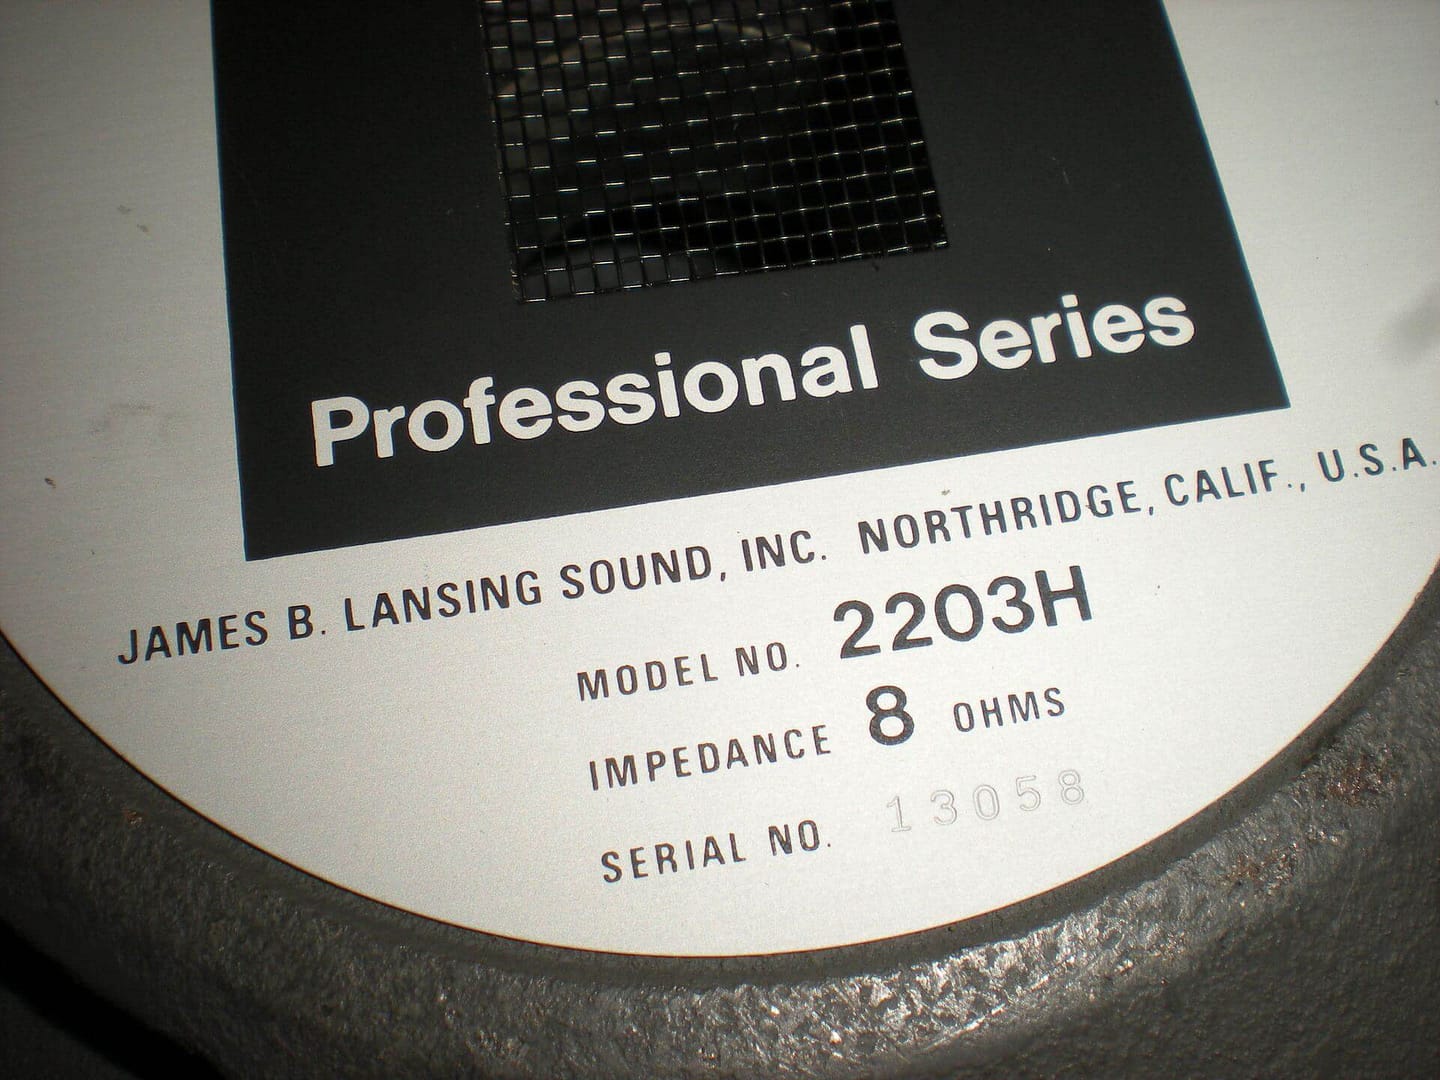 Professional Series
JAMES B. LANSING SOUND, INC. NORTHRIDGE, CALIF., U.S.A.
MODEL NO. 2203H
IMPEDANCE 8 OHMS
SERIAL NO. 13058